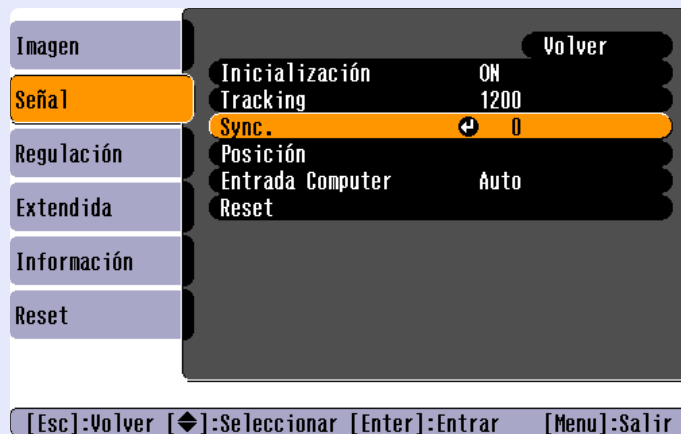 Imagen
Señal
Regulación
Extendida
Información
Reset
Volver
Inicialización ON
Tracking 1200
Sync. 0
Posición
Entrada Computer Auto
Reset
[Esc]:Volver [◆]:Seleccionar [Enter]:Entrar [Menu]:Salir